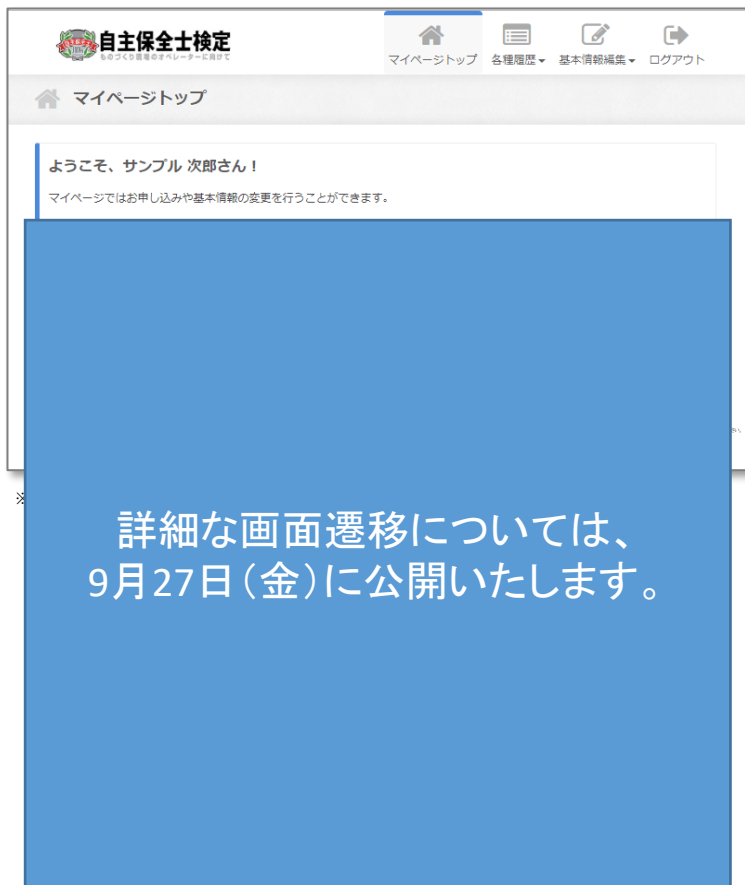 自主保全士検定
ものづくり職場のオペレーターに向けて
マイページトップ
各種履歴▼
基本情報編集▼
ログアウト
マイページトップ
ようこそ、サンプル 次郎さん！
マイページではお申し込みや基本情報の変更を行うことができます。
※
詳細な画面遷移については、
9月27日（金）に公開いたします。